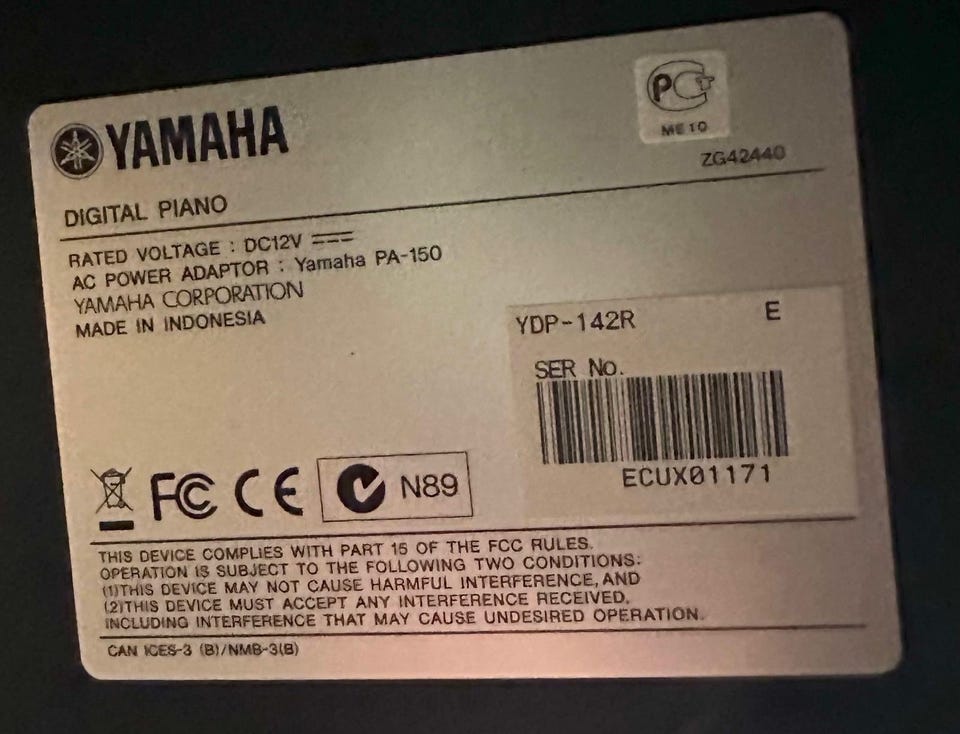 YAMAHA
ME10
ZG42440
DIGITAL PIANO
RATED VOLTAGE : DC12V
AC POWER ADAPTOR : Yamaha PA-150
YAMAHA CORPORATION
MADE IN INDONESIA
YDP-142R E
SER No.
ECUX01171
FC CE N89
THIS DEVICE COMPLIES WITH PART 15 OF THE FCC RULES.
OPERATION IS SUBJECT TO THE FOLLOWING TWO CONDITIONS:
(1)THIS DEVICE MAY NOT CAUSE HARMFUL INTERFERENCE, AND
(2)THIS DEVICE MUST ACCEPT ANY INTERFERENCE RECEIVED,
INCLUDING INTERFERENCE THAT MAY CAUSE UNDESIRED OPERATION.
CAN ICES-3 (B)/NMB-3(B)